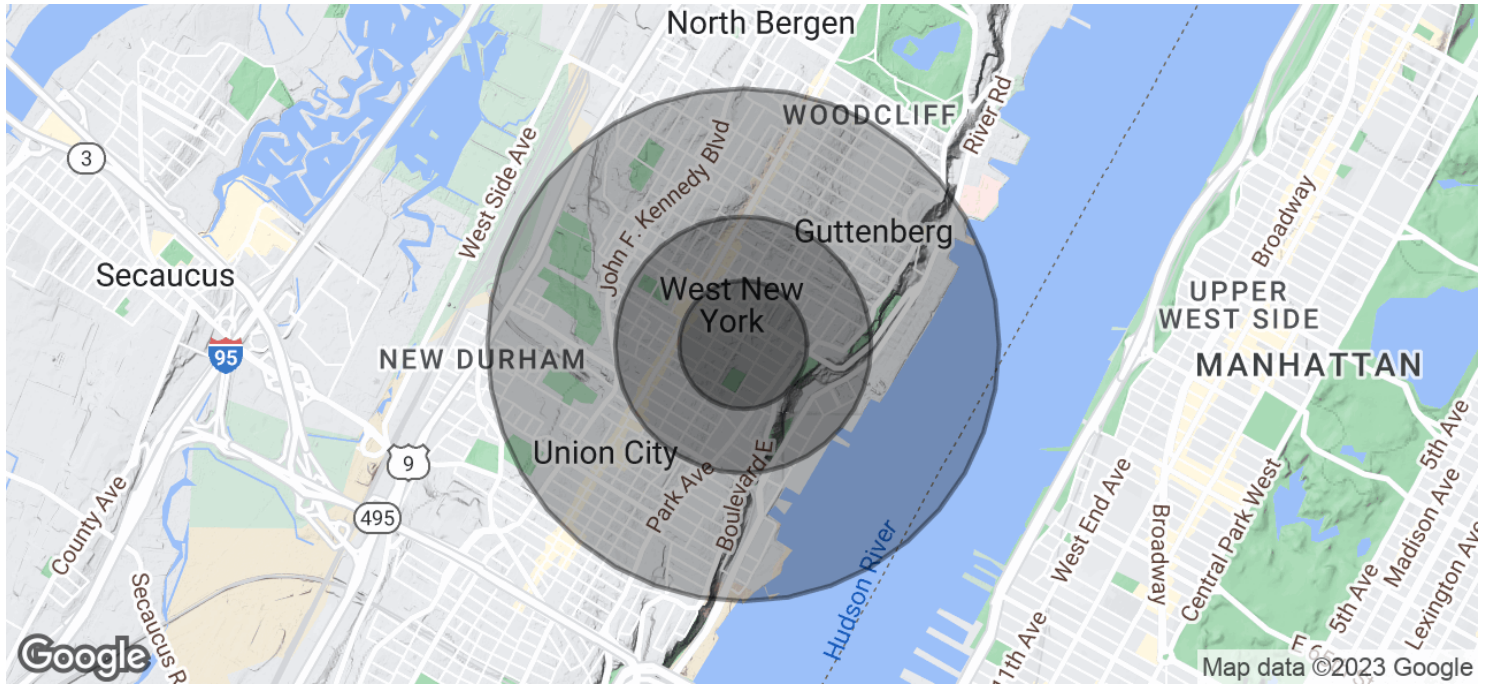 North Bergen
WOODCLIFF
River Rd
3
West Side Ave
John F. Kennedy Blvd
Broadway
Guttenberg
Secaucus
West New
York
UPPER
WEST SIDE
95
NEW DURHAM
MANHATTAN
Union City
9
Park Ave
Boulevard E
495
County Ave
Secaucus R
Hudson River
West End Ave
Broadway
Central Park West
11th Ave
5th Ave
5th Ave
Madison Ave
Lexington Ave
Google
Map data ©2023 Google